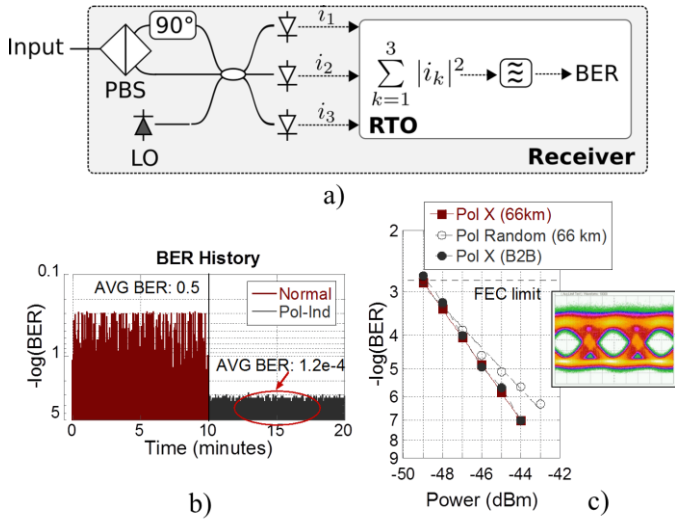 Input
PBS
90°
LO
i1
i2
i3
3
∑ |ik|²
k=1
RTO
BER
Receiver
a)
BER History
AVG BER: 0.5
Normal
Pol-Ind
AVG BER: 1.2e-4
-log(BER)
0.1
1
5
0 5 10 15 20
Time (minutes)
b)
Pol X (66km)
Pol Random (66 km)
Pol X (B2B)
FEC limit
-log(BER)
2
3
4
5
6
7
8
9
-50 -48 -46 -44 -42
Power (dBm)
c)